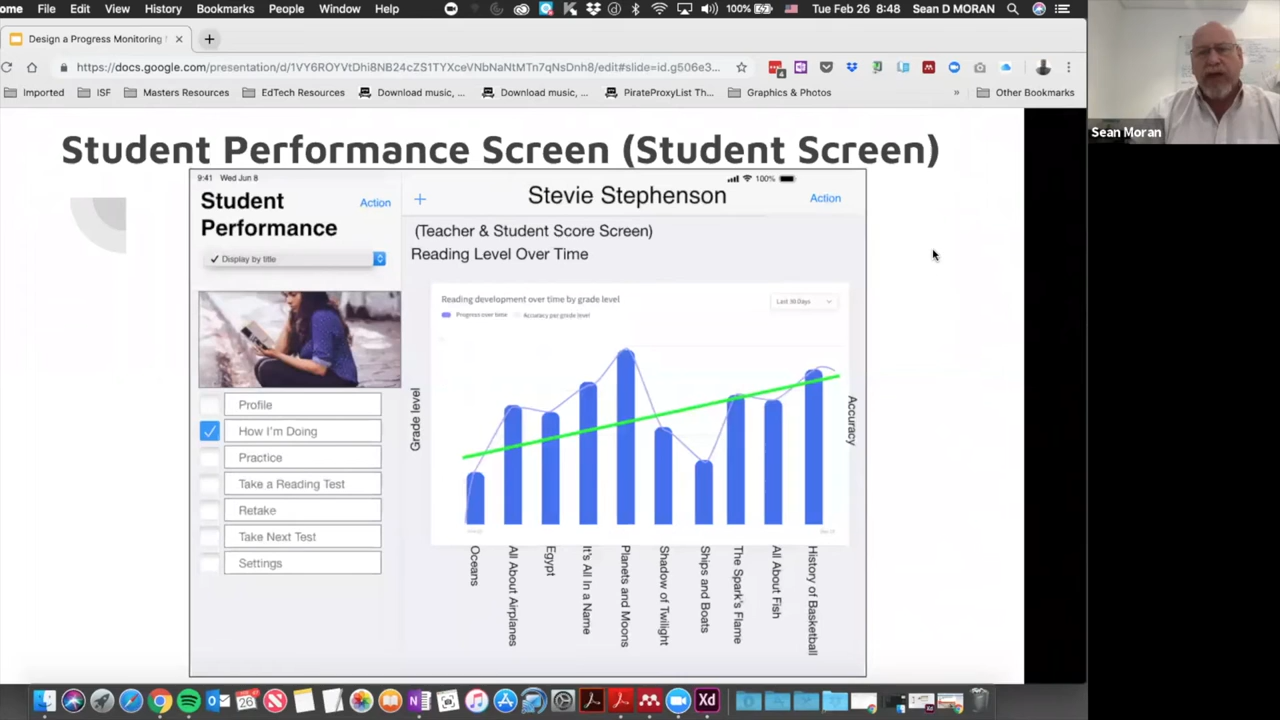 ome File Edit View History Bookmarks People Window Help 100% Tue Feb 26 8:48 Sean D MORAN
Design a Progress Monitoring
https://docs.google.com/presentation/d/1VY6ROYVtDhi8NB24cZS1TYXceVNbNaNtMTn7qNsDnh8/edit#slide=id.g506e3...
Imported ISF Masters Resources EdTech Resources Download music, ... Download music, ... PirateProxyList Th... Graphics & Photos » Other Bookmarks
Sean Moran
Student Performance Screen (Student Screen)
9:41 Wed Jun 8 100%
Student
Performance
Action
✓ Display by title
Profile
How I'm Doing
Practice
Take a Reading Test
Retake
Take Next Test
Settings
+ Stevie Stephenson Action
(Teacher & Student Score Screen)
Reading Level Over Time
Reading development over time by grade level
Last 30 Days
Progress over time Accuracy per grade level
Grade level
Accuracy
Oceans
All About Airplanes
Egypt
It's All In a Name
Planets and Moons
Shadow of Twilight
Ships and Boats
The Spark's Flame
All About Fish
History of Basketball
26
Xd